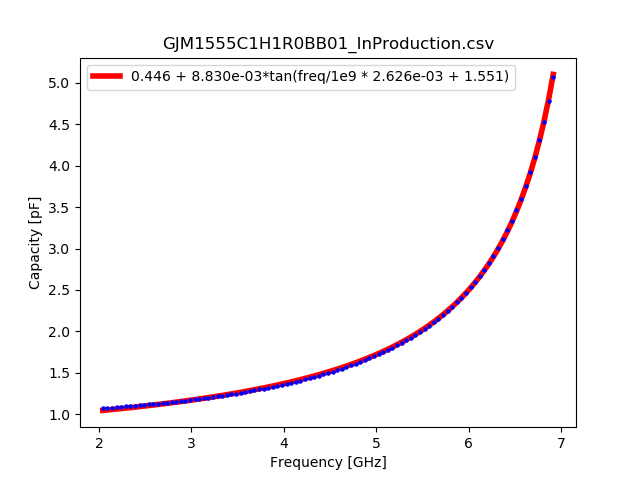 GJM1555C1H1R0BB01_InProduction.csv
0.446 + 8.830e-03*tan(freq/1e9 * 2.626e-03 + 1.551)
Capacity [pF]
5.0
4.5
4.0
3.5
3.0
2.5
2.0
1.5
1.0
2 3 4 5 6 7
Frequency [GHz]